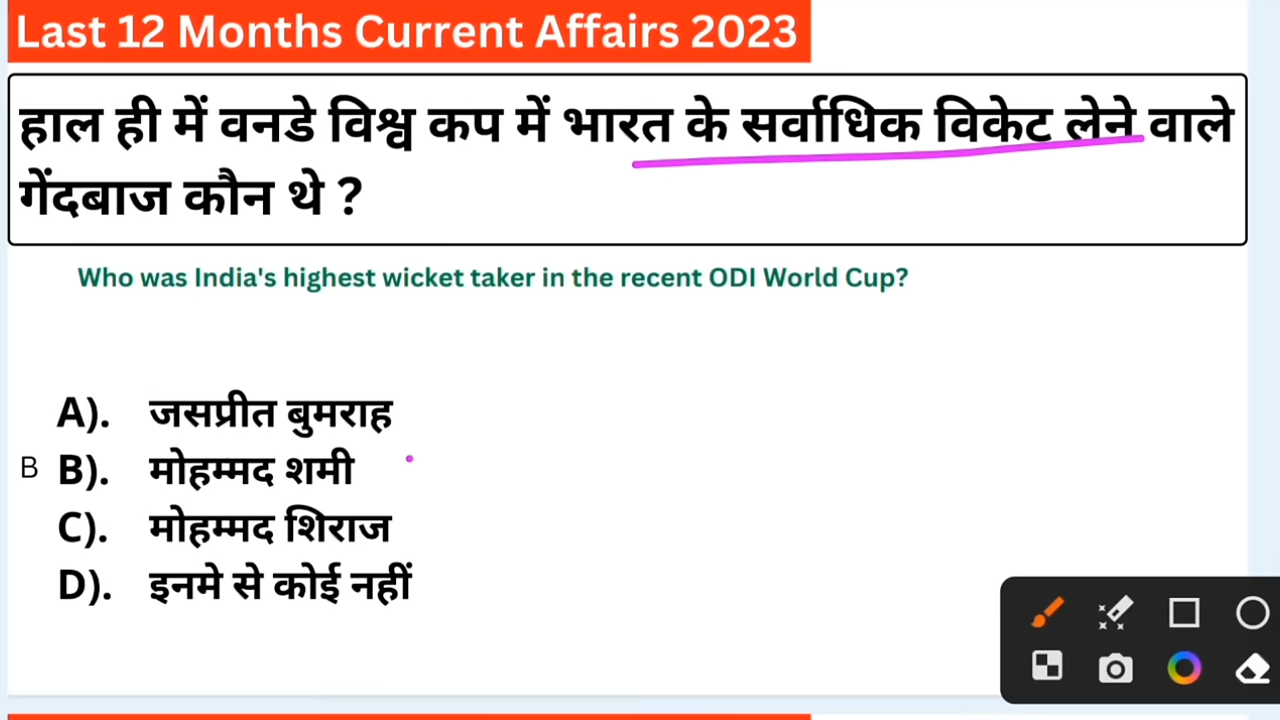 Last 12 Months Current Affairs 2023
हाल ही में वनडे विश्व कप में भारत के सर्वाधिक विकेट लेने वाले
गेंदबाज कौन थे ?
Who was India's highest wicket taker in the recent ODI World Cup?
A). जसप्रीत बुमराह
B B). मोहम्मद शमी
C). मोहम्मद शिराज
D). इनमे से कोई नहीं